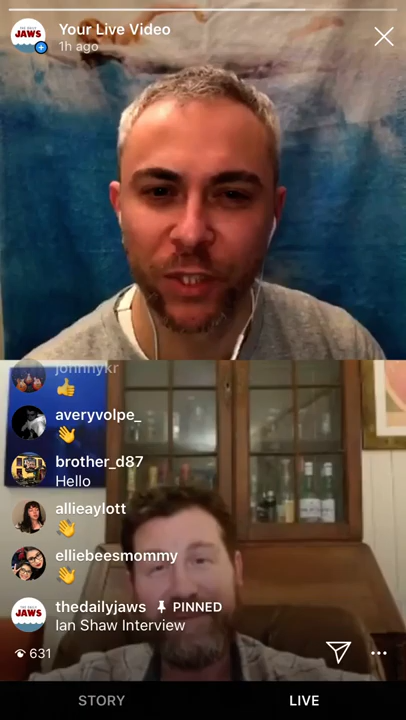 THE DAILY
JAWS
Your Live Video
1h ago
johnnykr
averyvolpe_
brother_d87
Hello
allieaylott
elliebeesmommy
THE DAILY
JAWS
thedailyjaws PINNED
Ian Shaw Interview
631
STORY LIVE